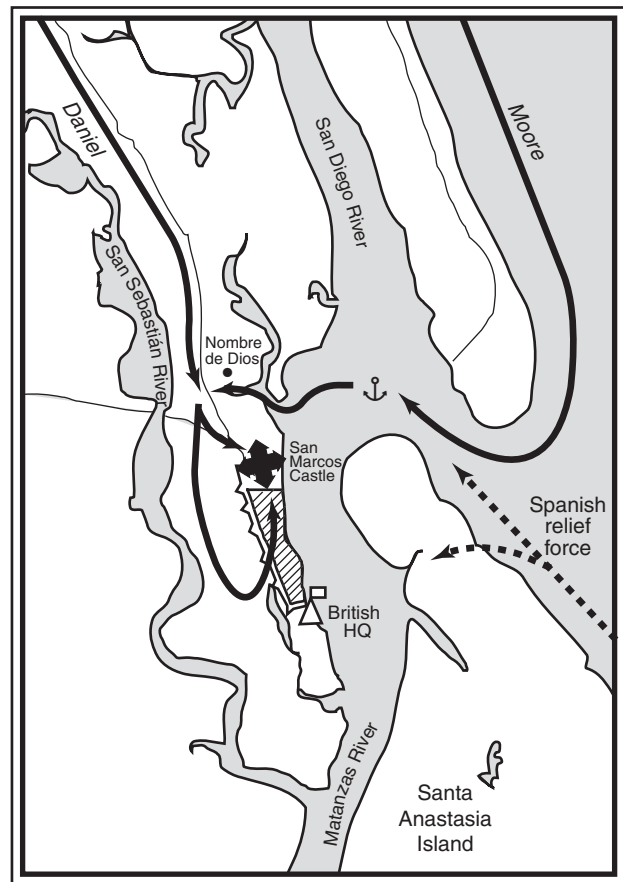 Daniel
Moore
San Diego River
San Sebastián River
Nombre
de Dios
San
Marcos
Castle
Spanish
relief
force
British
HQ
Matanzas River
Santa
Anastasia
Island